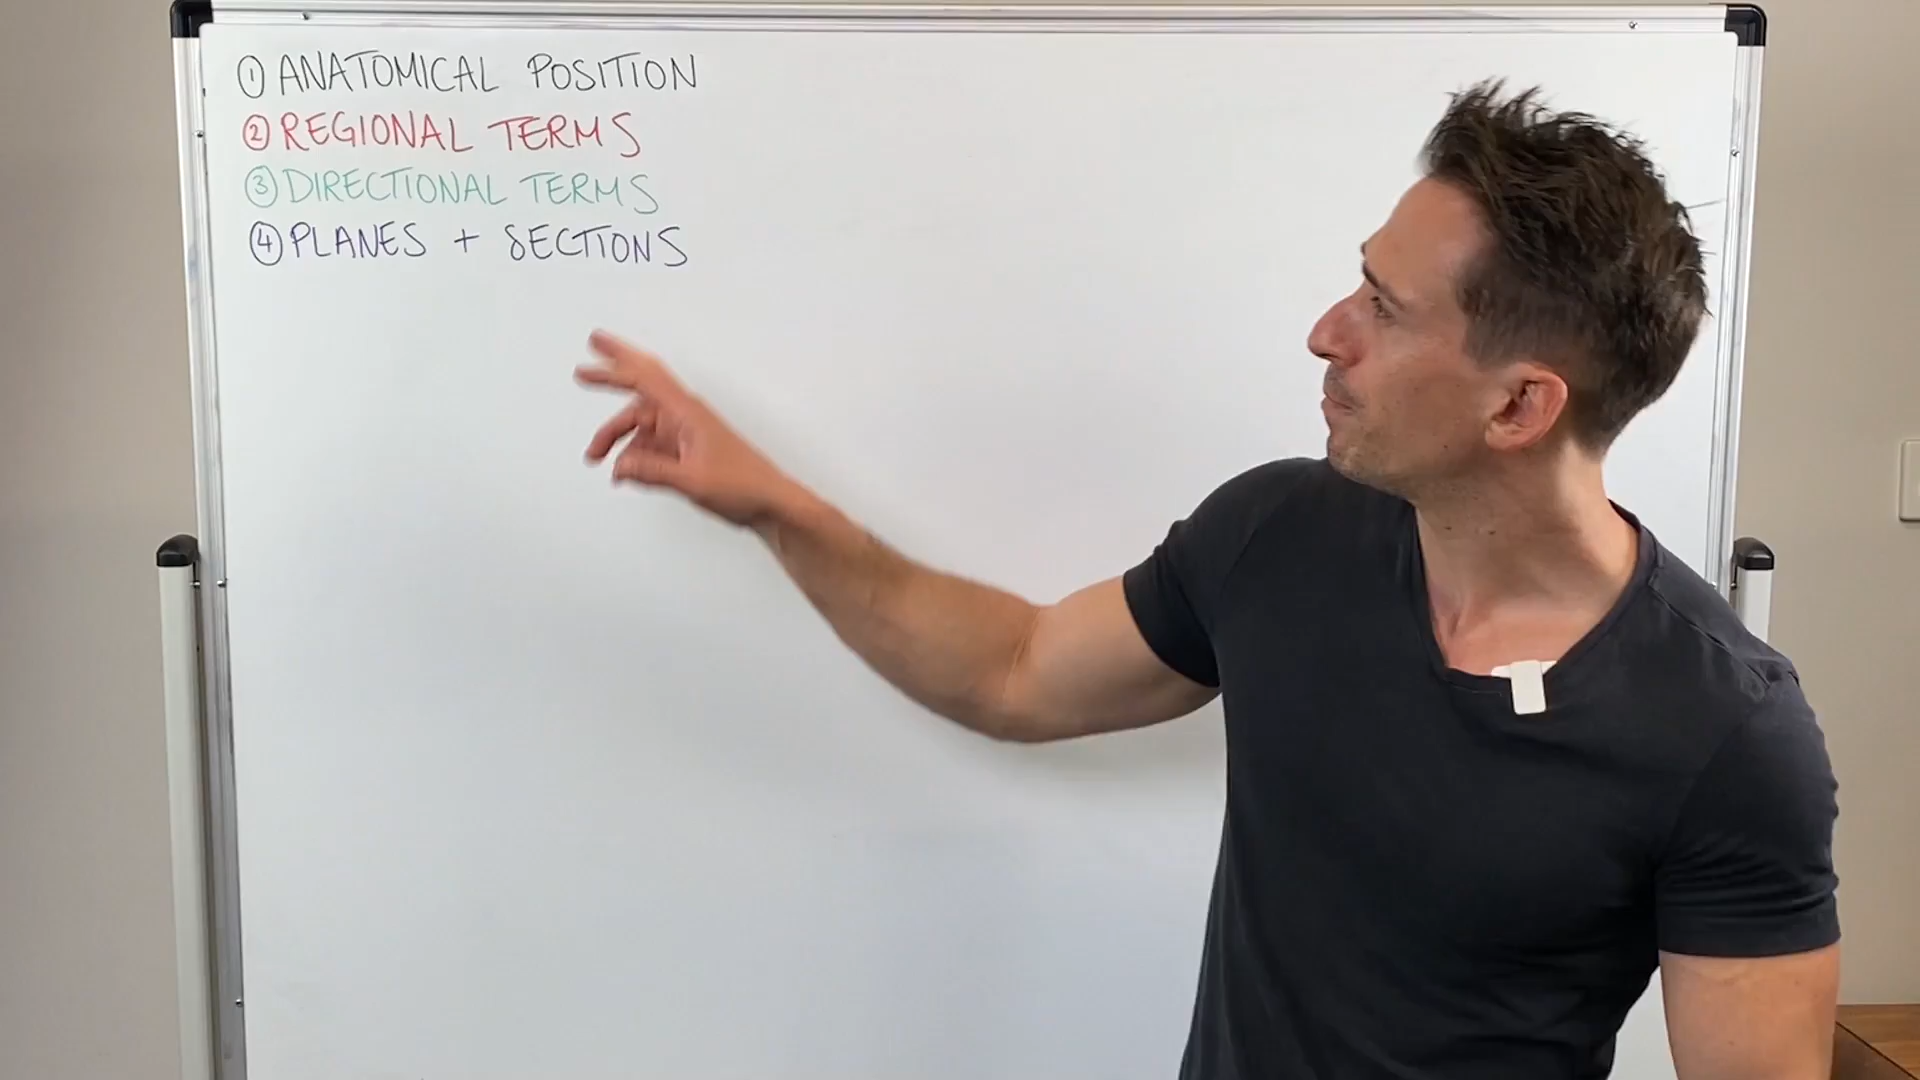 ① ANATOMICAL POSITION
② REGIONAL TERMS
③ DIRECTIONAL TERMS
④ PLANES + SECTIONS